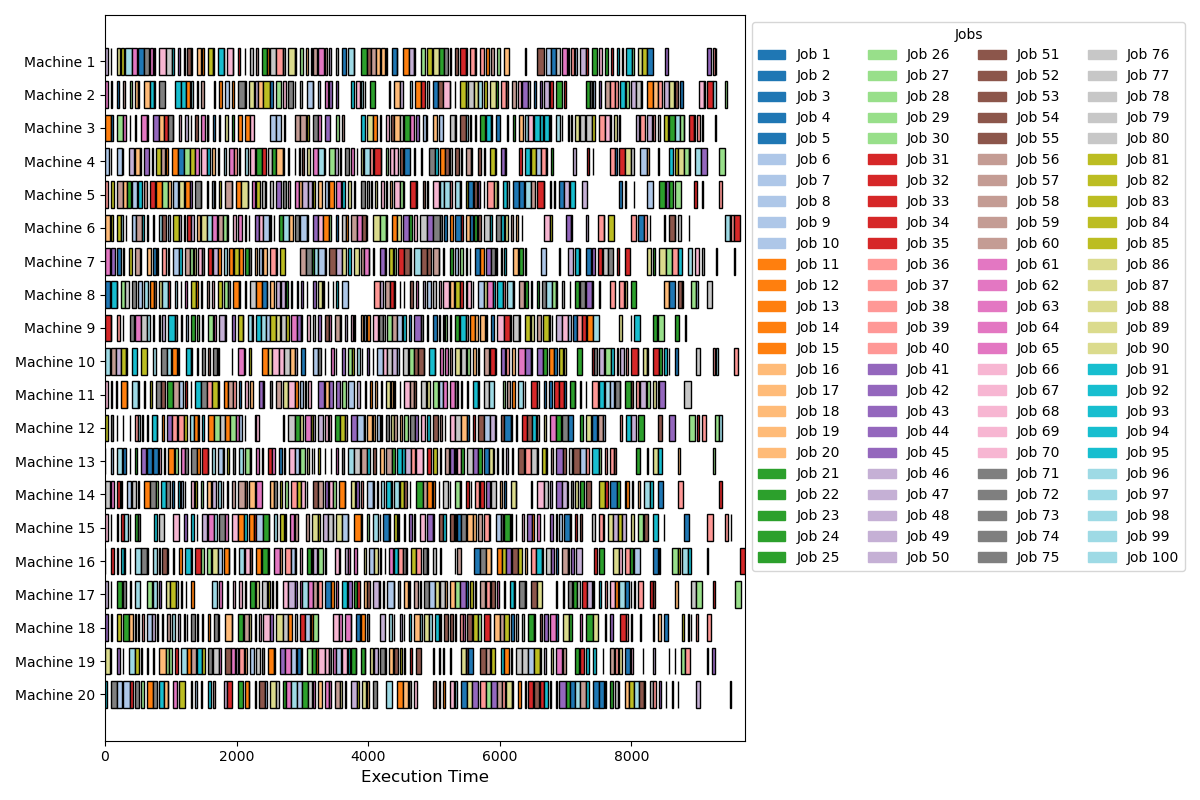 Machine 1
Machine 2
Machine 3
Machine 4
Machine 5
Machine 6
Machine 7
Machine 8
Machine 9
Machine 10
Machine 11
Machine 12
Machine 13
Machine 14
Machine 15
Machine 16
Machine 17
Machine 18
Machine 19
Machine 20
0 2000 4000 6000 8000
Execution Time
Jobs
Job 1 Job 26 Job 51 Job 76
Job 2 Job 27 Job 52 Job 77
Job 3 Job 28 Job 53 Job 78
Job 4 Job 29 Job 54 Job 79
Job 5 Job 30 Job 55 Job 80
Job 6 Job 31 Job 56 Job 81
Job 7 Job 32 Job 57 Job 82
Job 8 Job 33 Job 58 Job 83
Job 9 Job 34 Job 59 Job 84
Job 10 Job 35 Job 60 Job 85
Job 11 Job 36 Job 61 Job 86
Job 12 Job 37 Job 62 Job 87
Job 13 Job 38 Job 63 Job 88
Job 14 Job 39 Job 64 Job 89
Job 15 Job 40 Job 65 Job 90
Job 16 Job 41 Job 66 Job 91
Job 17 Job 42 Job 67 Job 92
Job 18 Job 43 Job 68 Job 93
Job 19 Job 44 Job 69 Job 94
Job 20 Job 45 Job 70 Job 95
Job 21 Job 46 Job 71 Job 96
Job 22 Job 47 Job 72 Job 97
Job 23 Job 48 Job 73 Job 98
Job 24 Job 49 Job 74 Job 99
Job 25 Job 50 Job 75 Job 100